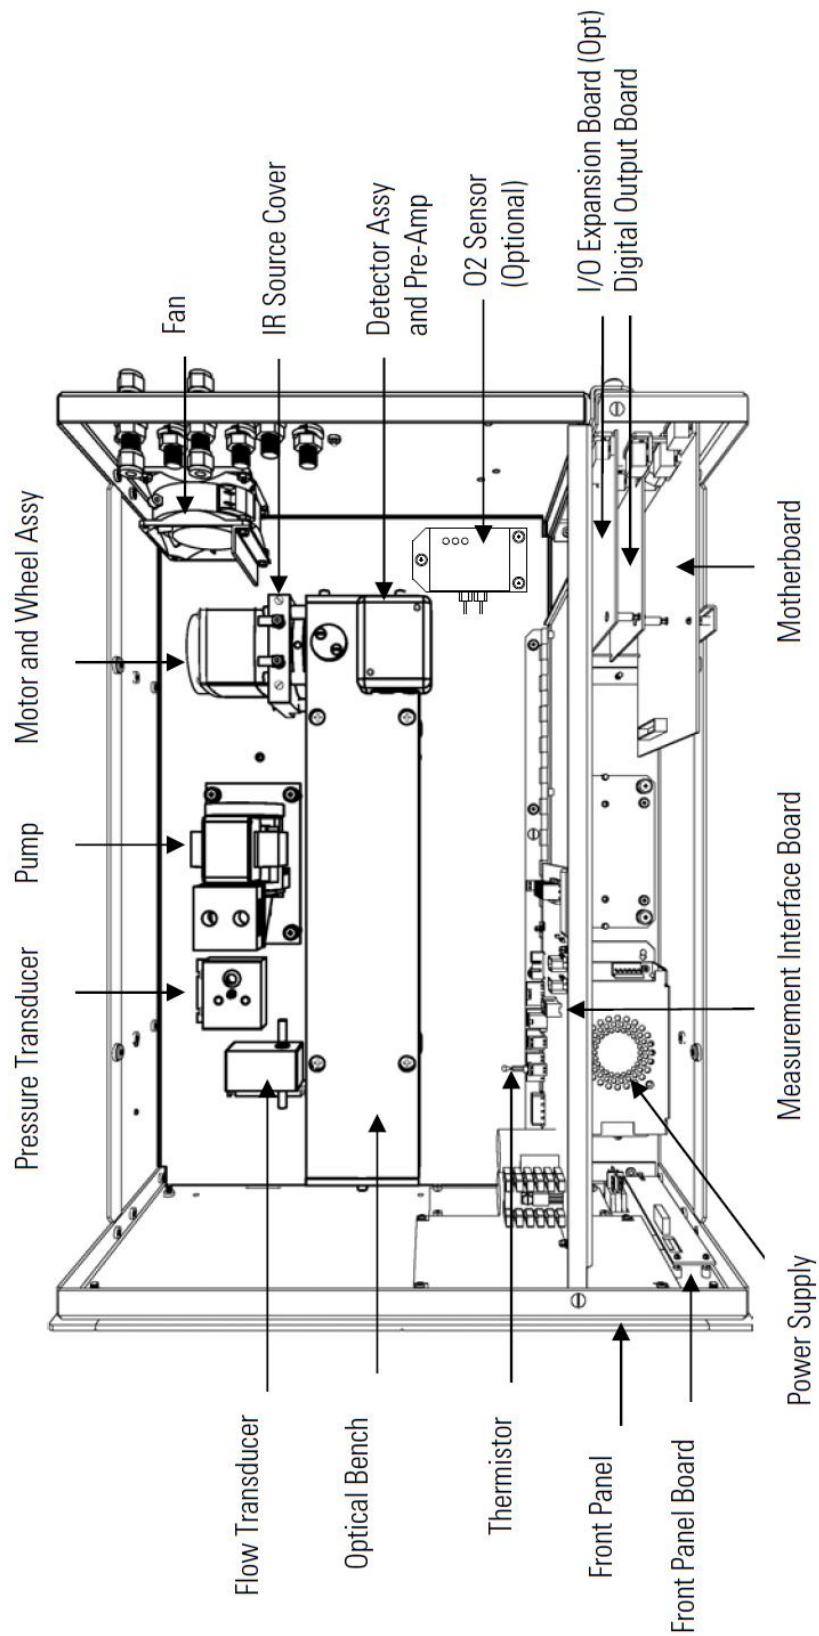 Pressure Transducer
Pump
Motor and Wheel Assy
Fan
IR Source Cover
Detector Assy
and Pre-Amp
O2 Sensor
(Optional)
I/O Expansion Board (Opt)
Digital Output Board
Flow Transducer
Optical Bench
Thermistor
Front Panel
Front Panel Board
Power Supply
Measurement Interface Board
Motherboard